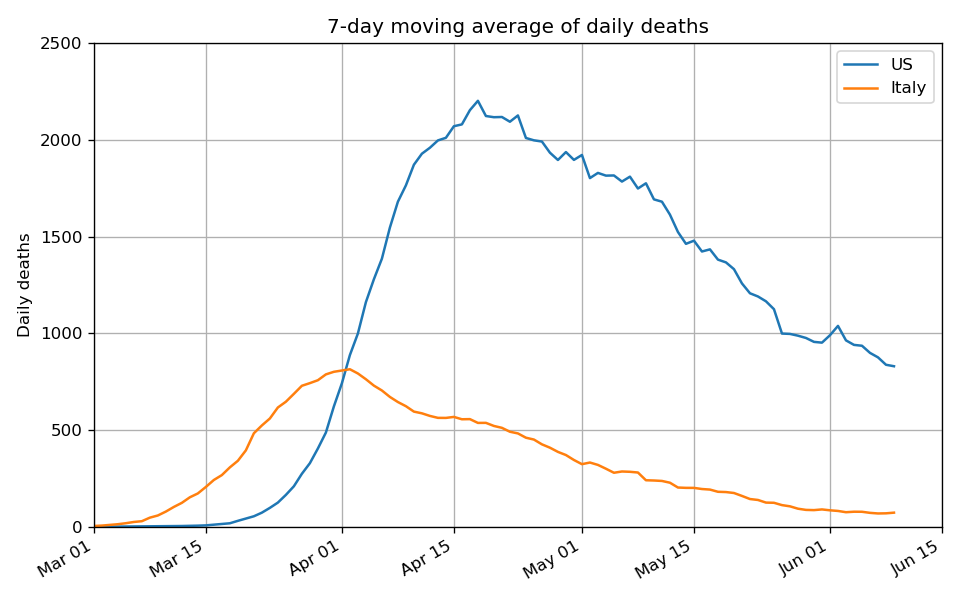 7-day moving average of daily deaths
2500
US
Italy
2000
1500
Daily deaths
1000
500
0
Mar 01
Mar 15
Apr 01
Apr 15
May 01
May 15
Jun 01
Jun 15